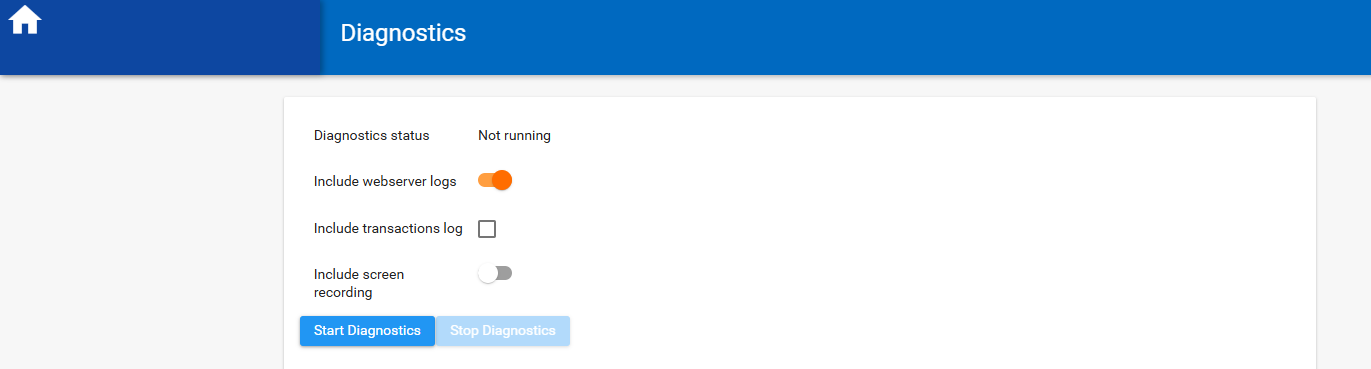 Diagnostics
Diagnostics status Not running
Include webserver logs
Include transactions log
Include screen
recording
Start Diagnostics Stop Diagnostics